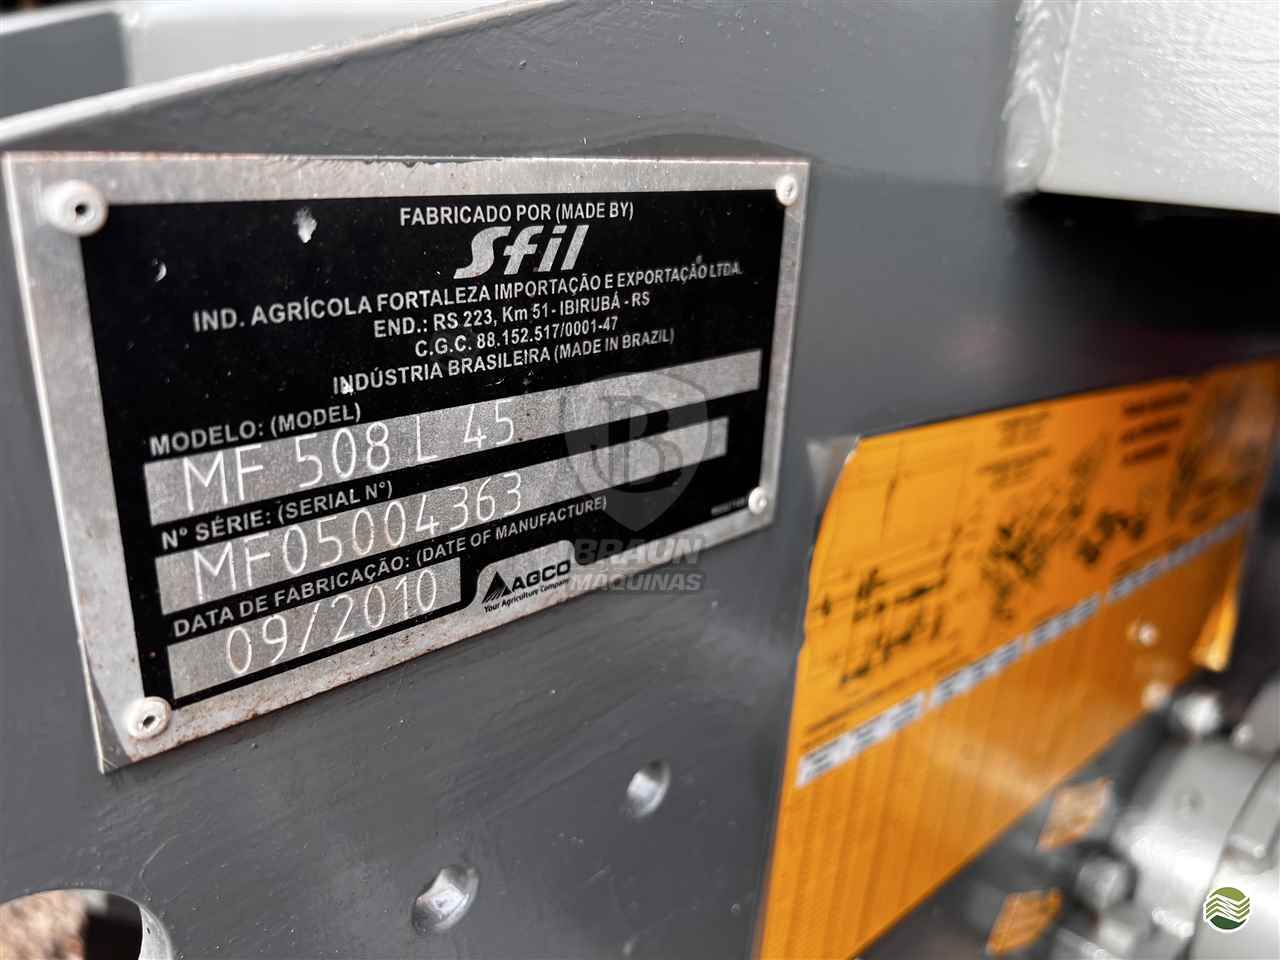 FABRICADO POR (MADE BY)
Sfil
IND. AGRÍCOLA FORTALEZA IMPORTAÇÃO E EXPORTAÇÃO LTDA.
END.: RS 223, Km 51 - IBIRUBÁ - RS
C.G.C. 88.152.517/0001-47
INDÚSTRIA BRASILEIRA (MADE IN BRAZIL)
MODELO: (MODEL)
MF 508 L 45
Nº SÉRIE: (SERIAL N°)
MF05004363
DATA DE FABRICAÇÃO: (DATE OF MANUFACTURE)
09/2010
AGCO
Your Agriculture Company
B
BRAUN
MAQUINAS